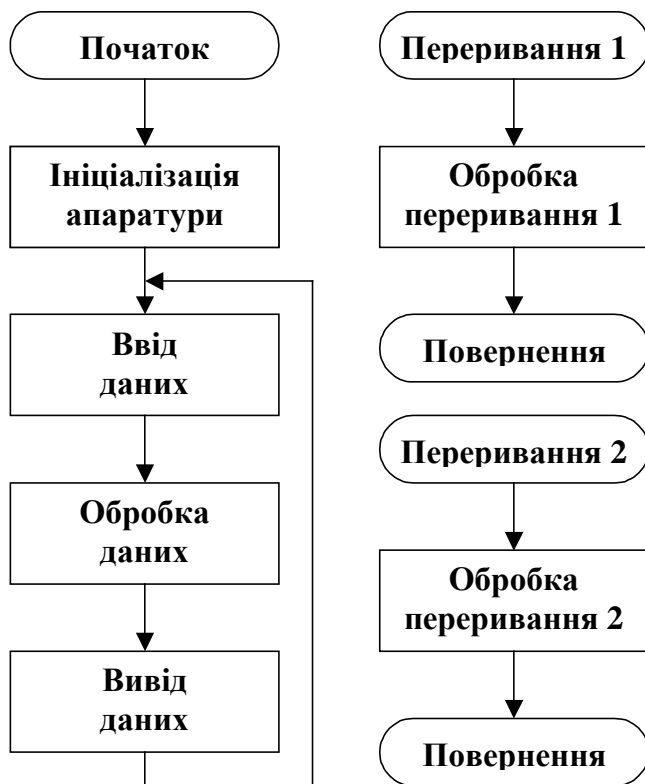 Початок
Ініціалізація
апаратури
Ввід
даних
Обробка
даних
Вивід
даних
Переривання 1
Обробка
переривання 1
Повернення
Переривання 2
Обробка
переривання 2
Повернення